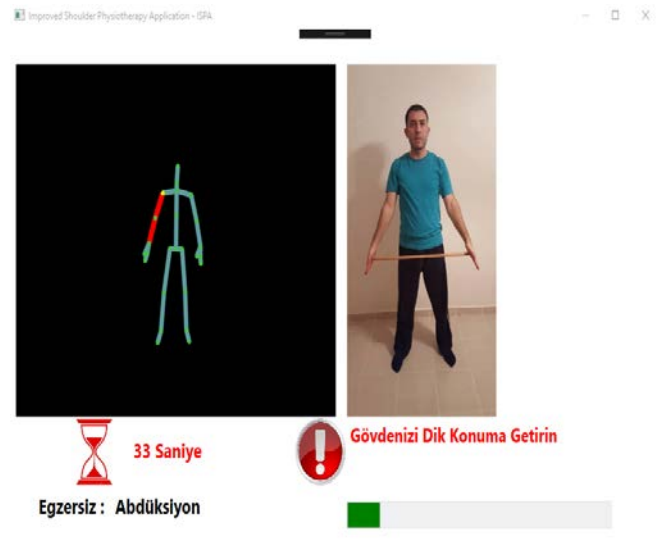 Improved Shoulder Physiotherapy Application - ISPA
33 Saniye
Gövdenizi Dik Konuma Getirin
Egzersiz : Abdüksiyon